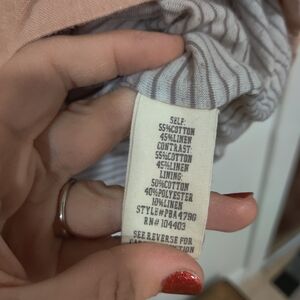 SELF:
55%COTTON
45%LINEN
CONTRAST:
55%COTTON
45%LINEN
LINING:
50%COTTON
40%POLYESTER
10%LINEN
STYLE#PBA4790
RN# 104403
SEE REVERSE FOR